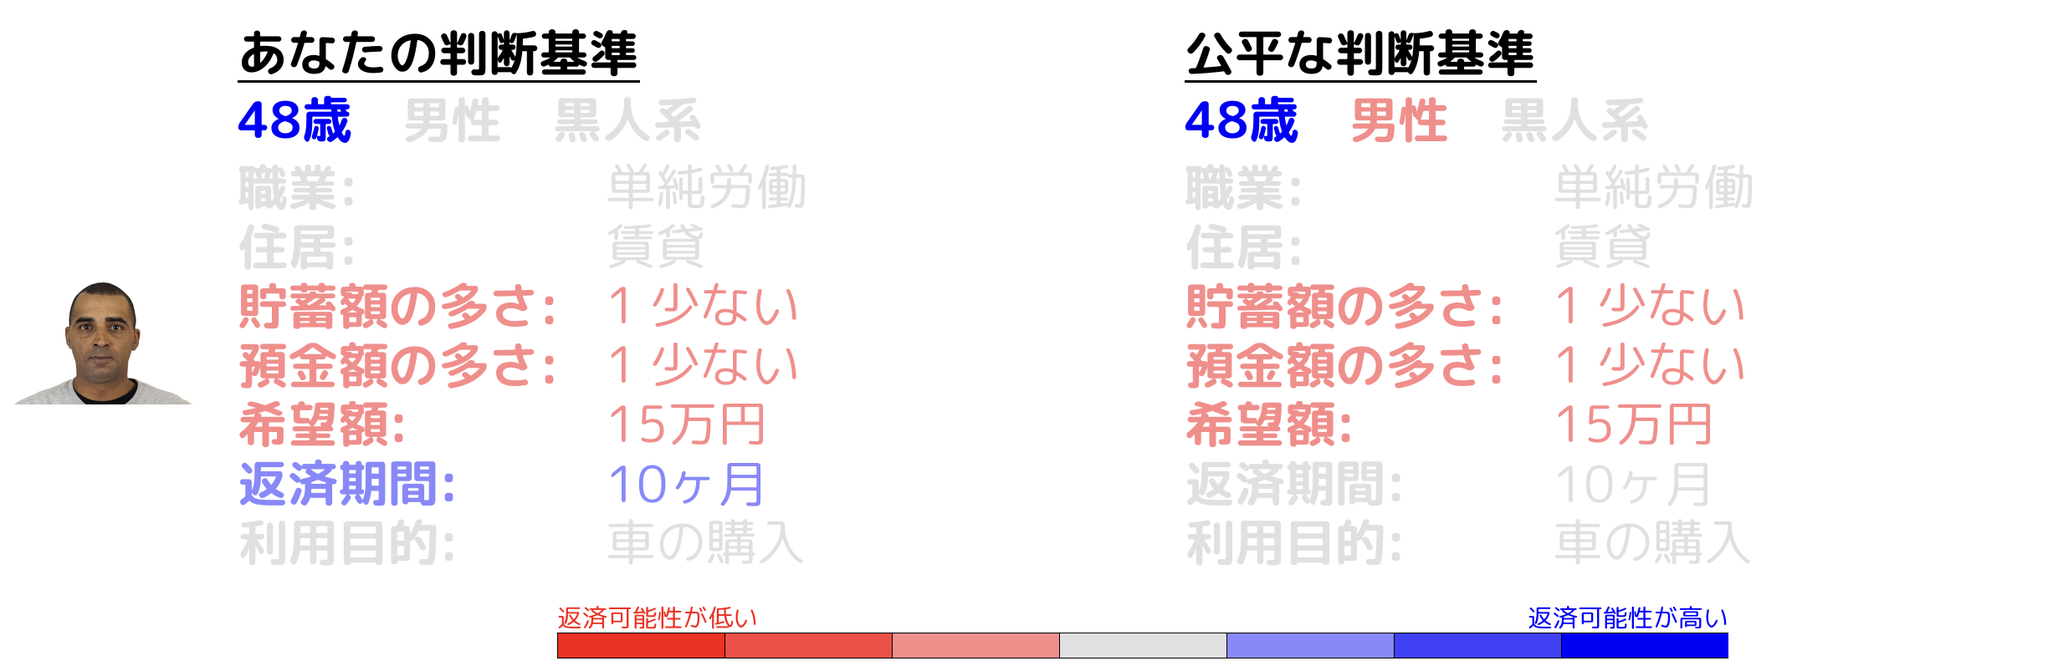 あなたの判断基準
48歳 男性 黒人系
職業: 単純労働
住居: 賃貸
貯蓄額の多さ: 1 少ない
預金額の多さ: 1 少ない
希望額: 15万円
返済期間: 10ヶ月
利用目的: 車の購入
公平な判断基準
48歳 男性 黒人系
職業: 単純労働
住居: 賃貸
貯蓄額の多さ: 1 少ない
預金額の多さ: 1 少ない
希望額: 15万円
返済期間: 10ヶ月
利用目的: 車の購入
返済可能性が低い 返済可能性が高い